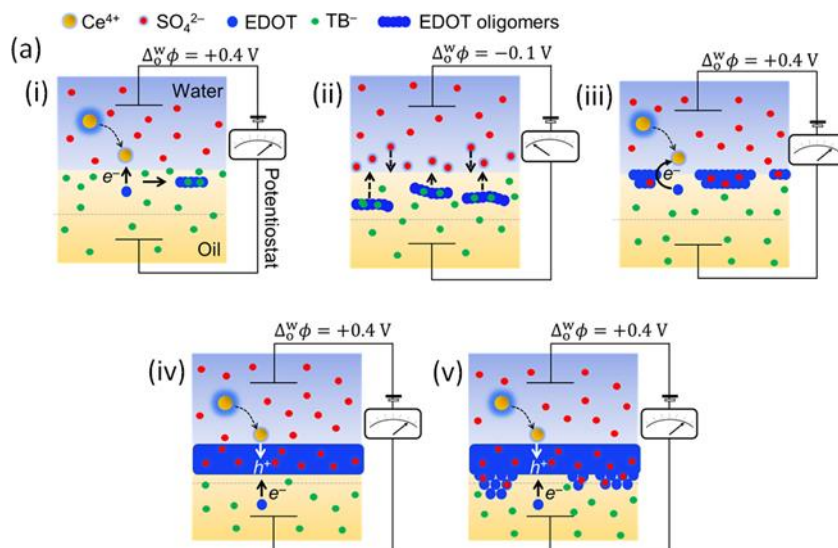 Ce⁴⁺ SO₄²⁻ EDOT TB⁻ EDOT oligomers
(a)
Δₒʷϕ = +0.4 V
(i)
Water
e⁻
Oil
Potentiostat
Δₒʷϕ = −0.1 V
(ii)
Δₒʷϕ = +0.4 V
(iii)
e⁻
Δₒʷϕ = +0.4 V
(iv)
h⁺
e⁻
Δₒʷϕ = +0.4 V
(v)
h⁺
e⁻